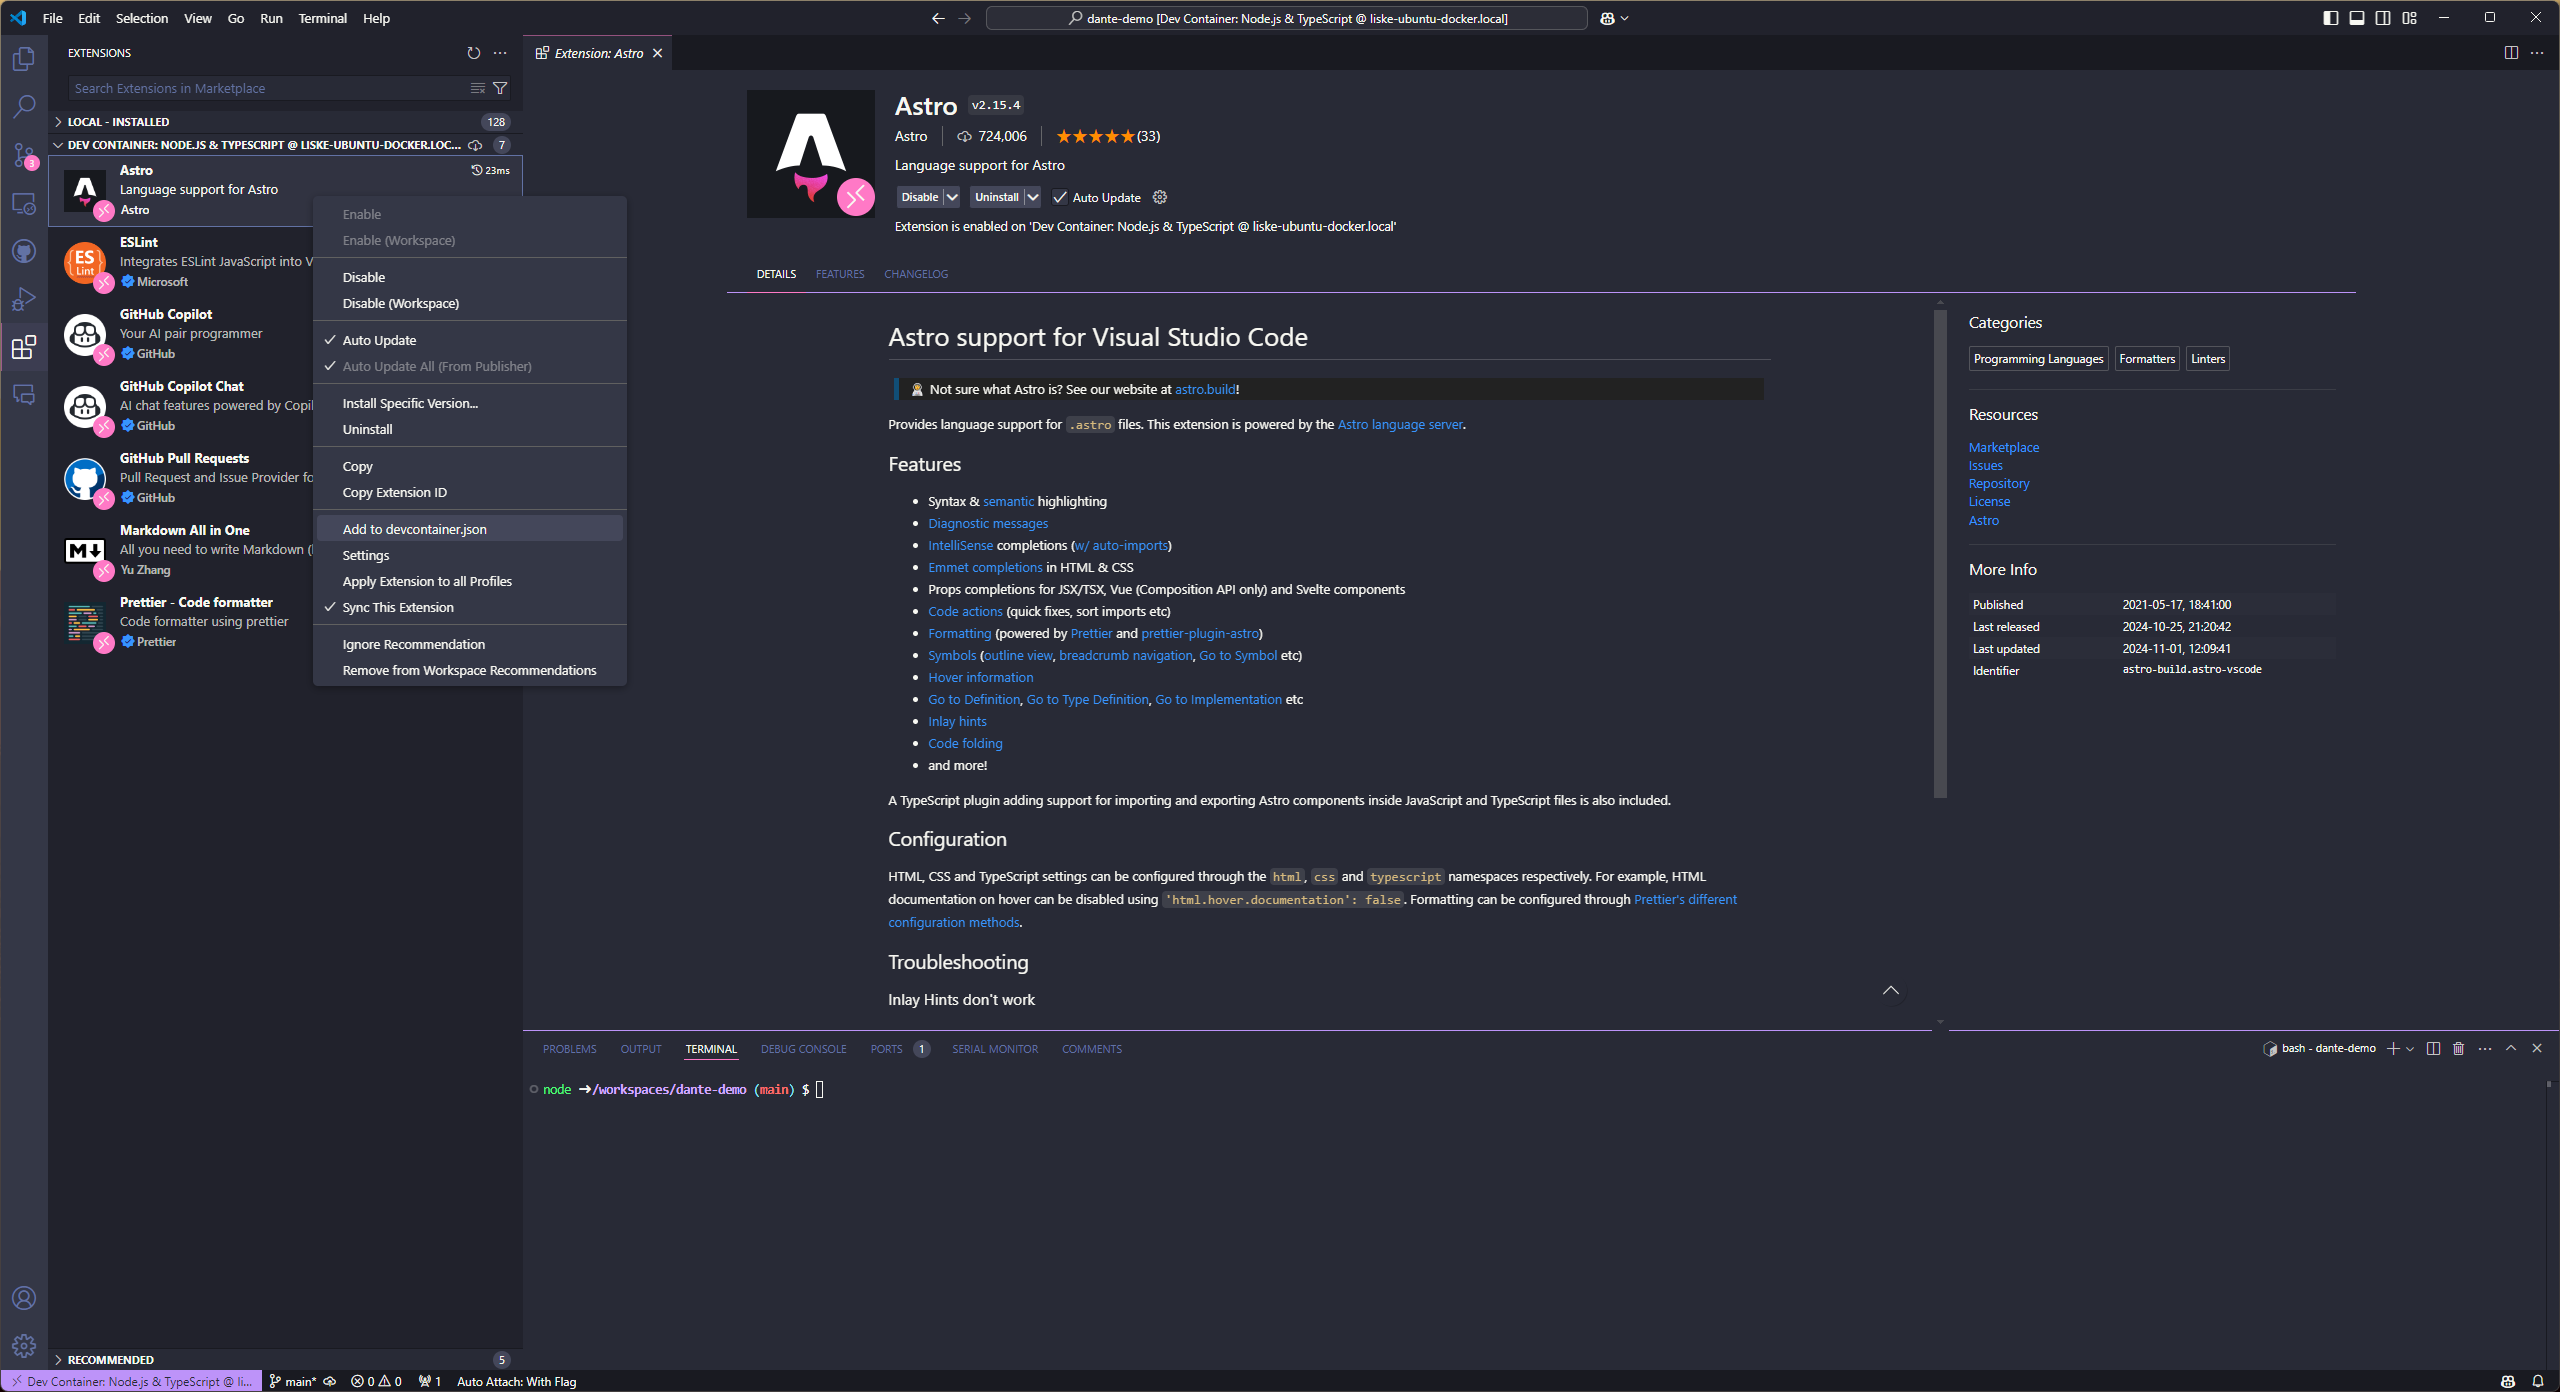 File Edit Selection View Go Run Terminal Help
dante-demo [Dev Container: Node.js & TypeScript @ liske-ubuntu-docker.local]
EXTENSIONS
Search Extensions in Marketplace
LOCAL - INSTALLED 128
DEV CONTAINER: NODE.JS & TYPESCRIPT @ LISKE-UBUNTU-DOCKER.LOC... 7
Astro 23ms
Language support for Astro
Astro
ESLint
Integrates ESLint JavaScript into V
Microsoft
ES
Lint
GitHub Copilot
Your AI pair programmer
GitHub
GitHub Copilot Chat
AI chat features powered by Copil
GitHub
GitHub Pull Requests
Pull Request and Issue Provider fo
GitHub
Markdown All in One
All you need to write Markdown (
Yu Zhang
M
Prettier - Code formatter
Code formatter using prettier
Prettier
3
RECOMMENDED 5
Enable
Enable (Workspace)
Disable
Disable (Workspace)
Auto Update
Auto Update All (From Publisher)
Install Specific Version...
Uninstall
Copy
Copy Extension ID
Add to devcontainer.json
Settings
Apply Extension to all Profiles
Sync This Extension
Ignore Recommendation
Remove from Workspace Recommendations
Extension: Astro
Astro v2.15.4
Astro 724,006 (33)
Language support for Astro
Disable Uninstall Auto Update
Extension is enabled on 'Dev Container: Node.js & TypeScript @ liske-ubuntu-docker.local'
DETAILS FEATURES CHANGELOG
Astro support for Visual Studio Code
Not sure what Astro is? See our website at astro.build!
Provides language support for .astro files. This extension is powered by the Astro language server.
Features
Syntax & semantic highlighting
Diagnostic messages
IntelliSense completions (w/ auto-imports)
Emmet completions in HTML & CSS
Props completions for JSX/TSX, Vue (Composition API only) and Svelte components
Code actions (quick fixes, sort imports etc)
Formatting (powered by Prettier and prettier-plugin-astro)
Symbols (outline view, breadcrumb navigation, Go to Symbol etc)
Hover information
Go to Definition, Go to Type Definition, Go to Implementation etc
Inlay hints
Code folding
and more!
A TypeScript plugin adding support for importing and exporting Astro components inside JavaScript and TypeScript files is also included.
Configuration
HTML, CSS and TypeScript settings can be configured through the html, css and typescript namespaces respectively. For example, HTML
documentation on hover can be disabled using 'html.hover.documentation': false. Formatting can be configured through Prettier's different
configuration methods.
Troubleshooting
Inlay Hints don't work
Categories
Programming Languages Formatters Linters
Resources
Marketplace
Issues
Repository
License
Astro
More Info
Published 2021-05-17, 18:41:00
Last released 2024-10-25, 21:20:42
Last updated 2024-11-01, 12:09:41
Identifier astro-build.astro-vscode
PROBLEMS OUTPUT TERMINAL DEBUG CONSOLE PORTS 1 SERIAL MONITOR COMMENTS
bash - dante-demo
node ➜/workspaces/dante-demo (main) $
Dev Container: Node.js & TypeScript @ li... main* 0 0 1 Auto Attach: With Flag